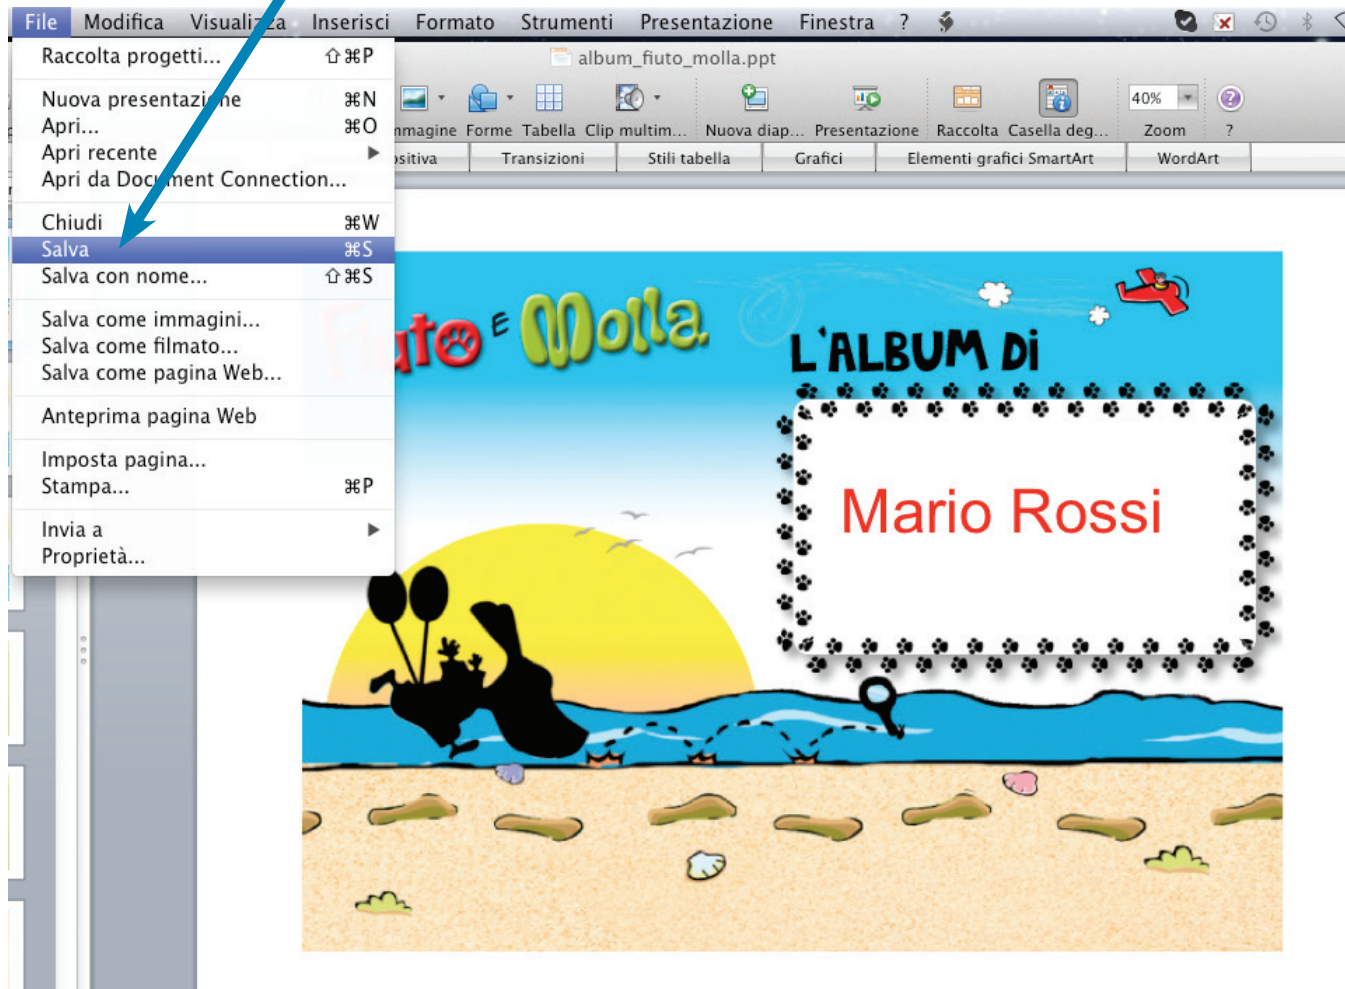 File Modifica Visualizza Inserisci Formato Strumenti Presentazione Finestra ?
album_fiuto_molla.ppt
40%
mmagine Forme Tabella Clip multim... Nuova diap... Presentazione Raccolta Casella deg... Zoom ?
ositiva Transizioni Stili tabella Grafici Elementi grafici SmartArt WordArt
Raccolta progetti... ⇧⌘P
Nuova presentazione ⌘N
Apri... ⌘O
Apri recente ▶
Apri da Document Connection...
Chiudi ⌘W
Salva ⌘S
Salva con nome... ⇧⌘S
Salva come immagini...
Salva come filmato...
Salva come pagina Web...
Anteprima pagina Web
Imposta pagina...
Stampa... ⌘P
Invia a ▶
Proprietà...
Fiuto E Molla
L'ALBUM Di
Mario Rossi